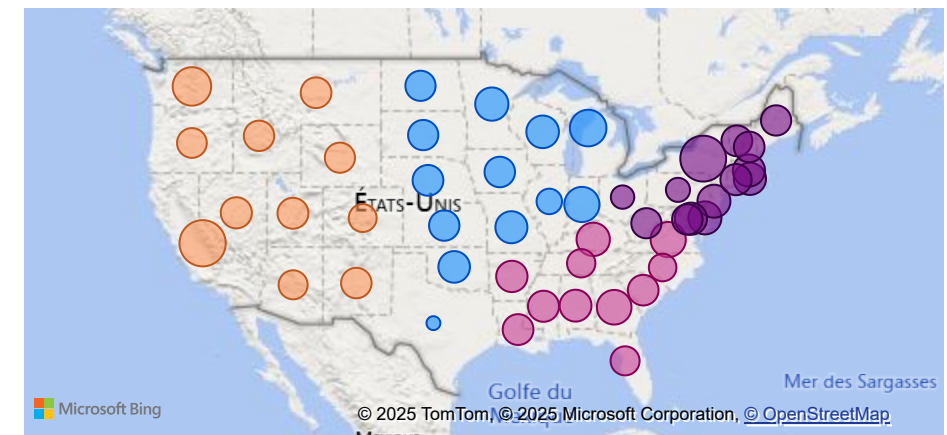 États-Unis
Mer des Sargasses
Golfe du
Microsoft Bing
© 2025 TomTom, © 2025 Microsoft Corporation, © OpenStreetMap